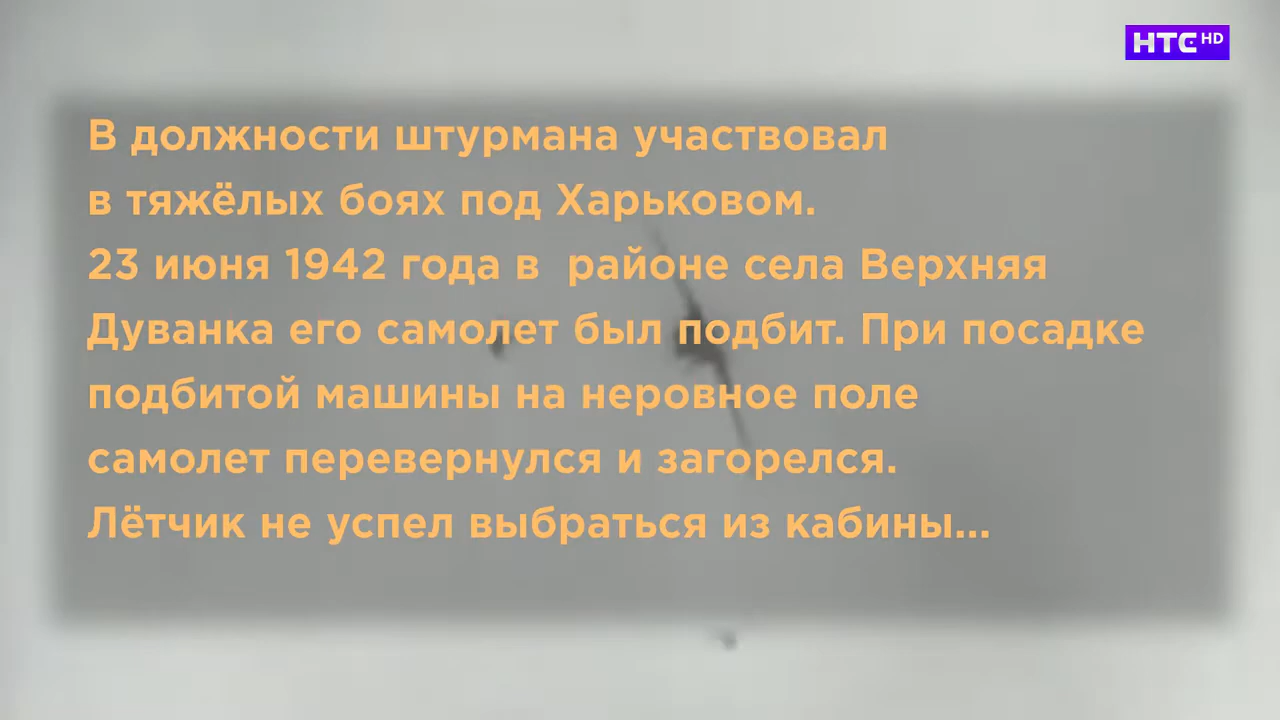 НТС HD
В должности штурмана участвовал
в тяжёлых боях под Харьковом.
23 июня 1942 года в  районе села Верхняя
Дуванка его самолет был подбит. При посадке
подбитой машины на неровное поле
самолет перевернулся и загорелся.
Лётчик не успел выбраться из кабины...